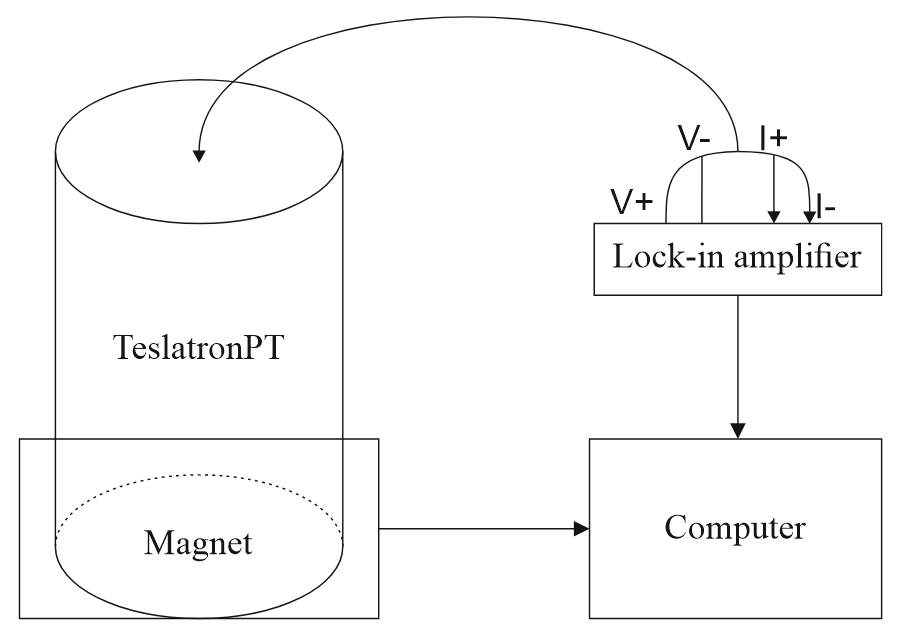 V-
I+
V+
I-
Lock-in amplifier
TeslatronPT
Magnet
Computer